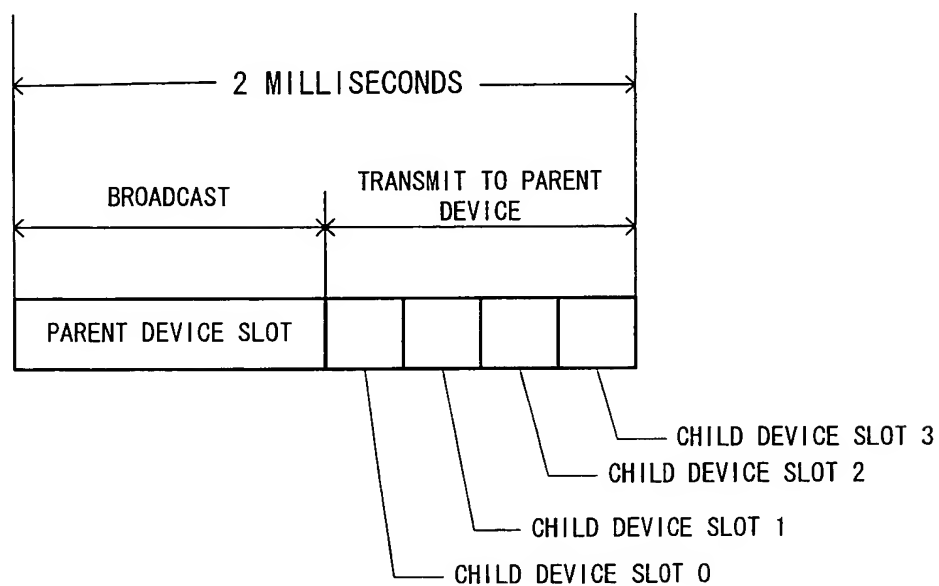 2 MILLISECONDS
BROADCAST
TRANSMIT TO PARENT
DEVICE
PARENT DEVICE SLOT
CHILD DEVICE SLOT 3
CHILD DEVICE SLOT 2
CHILD DEVICE SLOT 1
CHILD DEVICE SLOT 0